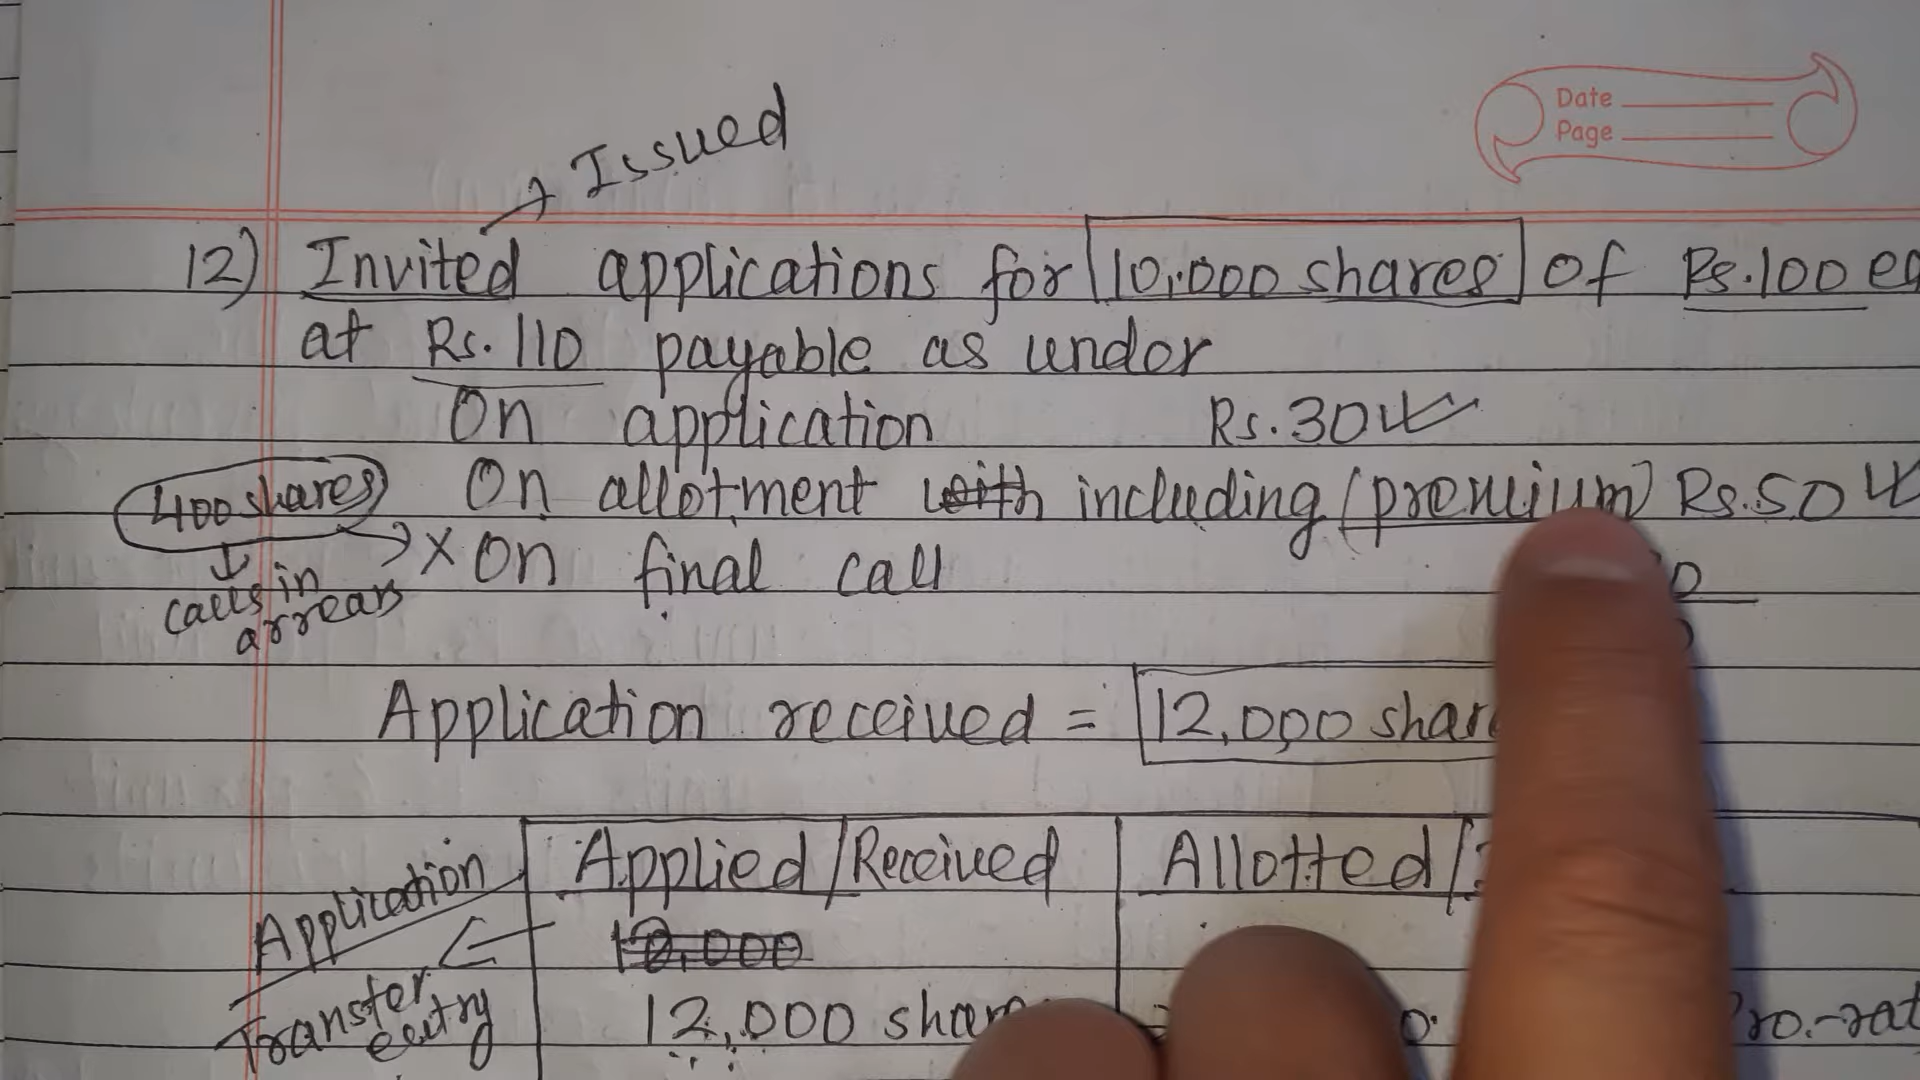 Date
Page
Issued
12) Invited applications for 10,000 shares of Rs.100 ea
at Rs. 110 payable as under
On application Rs.30
400 shares On allotment with including (premium) Rs.50
× On final call
calls in
arrears
Application received = 12,000 shar
Application Applied/Received Allotted/
12,000
Transfer
entry
12,000 shar
Pro.-rat